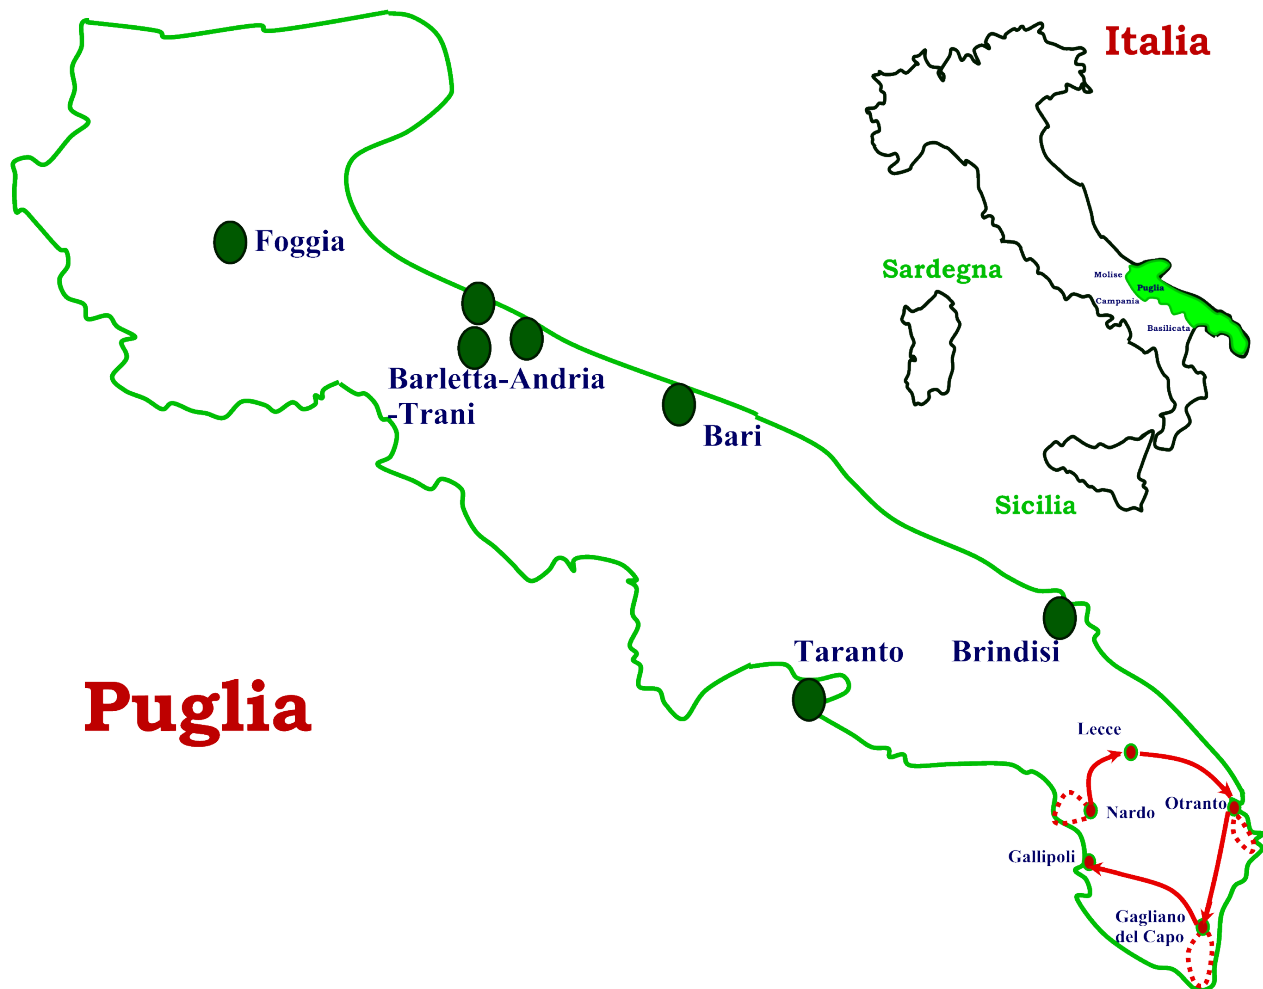 Italia
Foggia
Sardegna
Molise
Puglia
Campania
Basilicata
Barletta-Andria
-Trani
Bari
Sicilia
Taranto
Brindisi
Puglia
Lecce
Otranto
Nardo
Gallipoli
Gagliano
del Capo